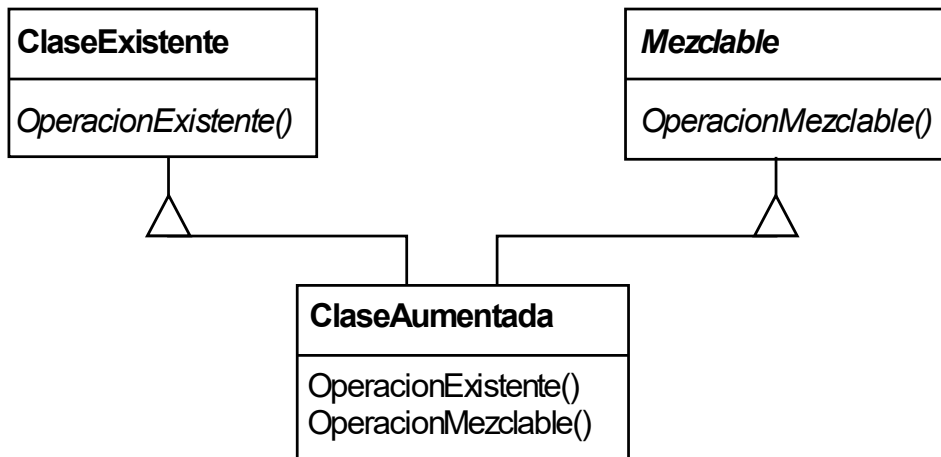 ClaseExistente
OperacionExistente()
Mezclable
OperacionMezclable()
ClaseAumentada
OperacionExistente()
OperacionMezclable()